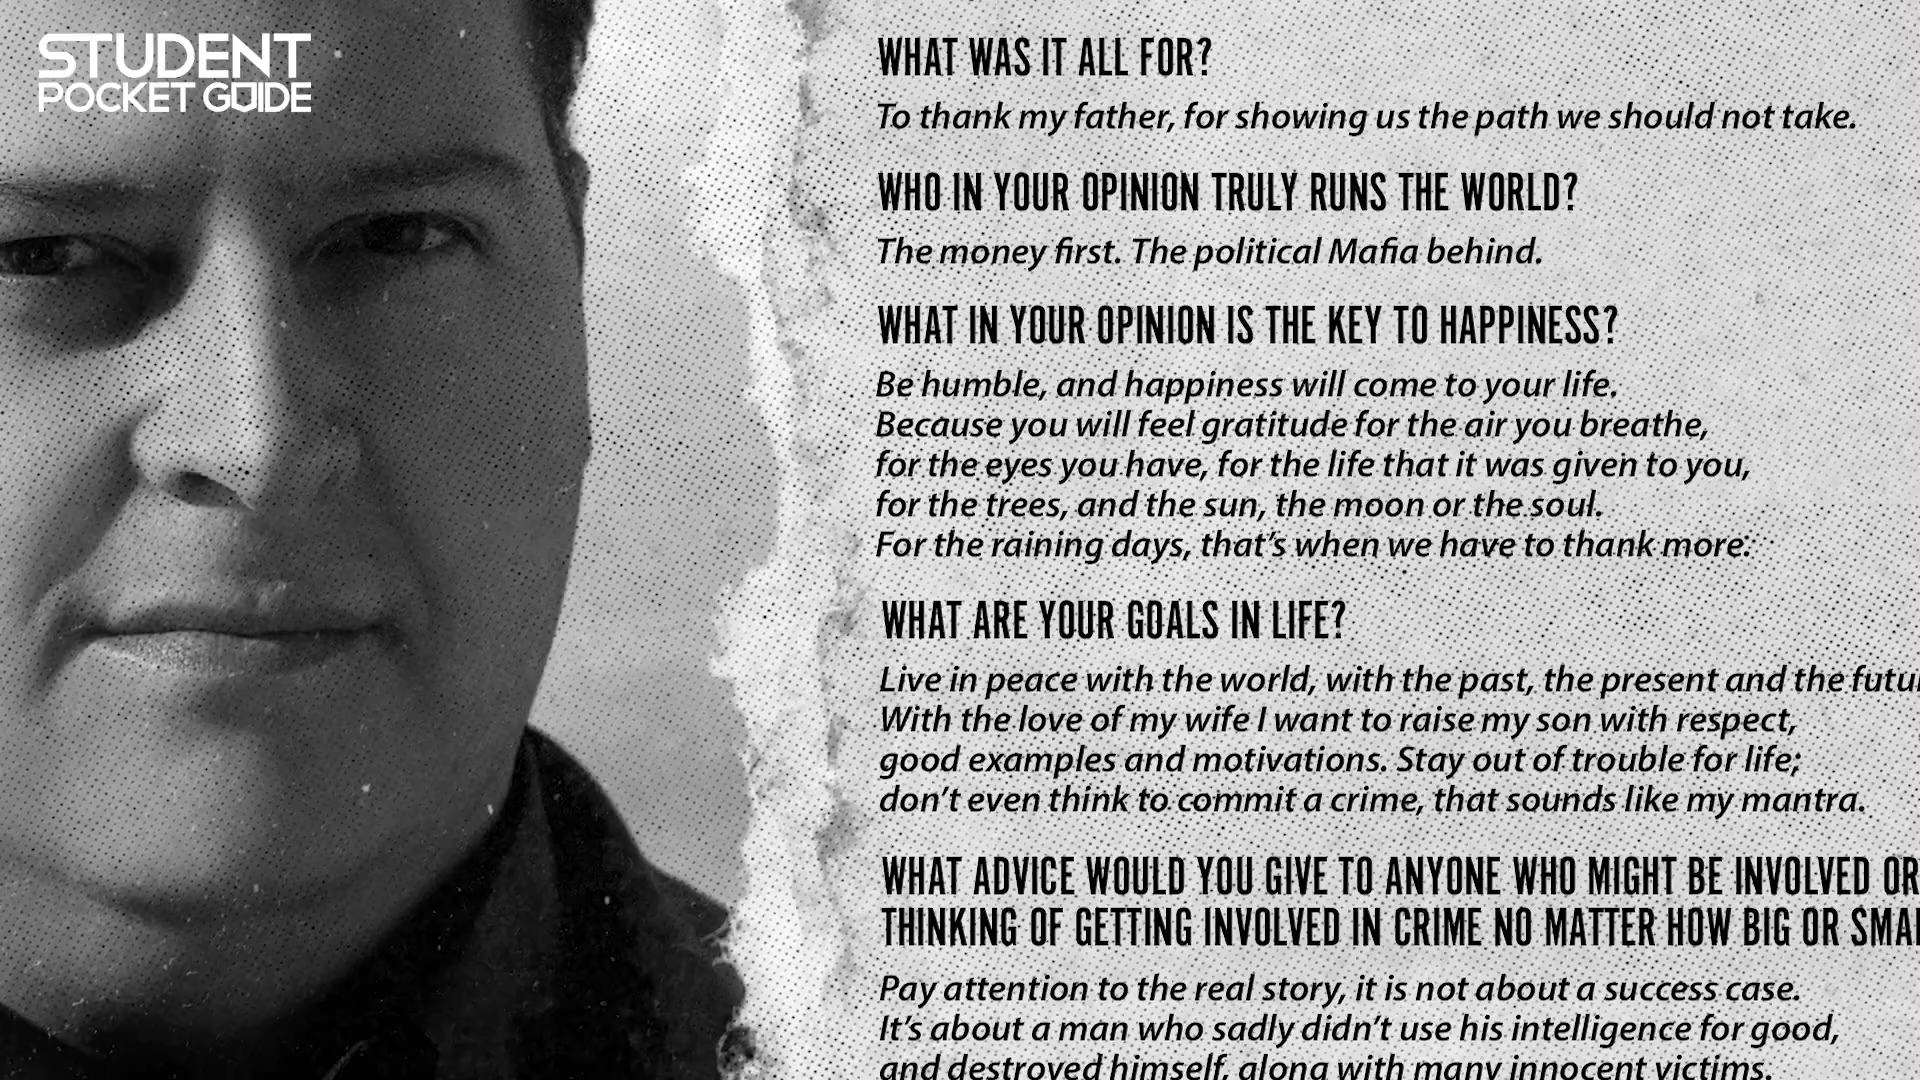 STUDENT
POCKET GUIDE
WHAT WAS IT ALL FOR?
To thank my father, for showing us the path we should not take.
WHO IN YOUR OPINION TRULY RUNS THE WORLD?
The money first. The political Mafia behind.
WHAT IN YOUR OPINION IS THE KEY TO HAPPINESS?
Be humble, and happiness will come to your life.
Because you will feel gratitude for the air you breathe,
for the eyes you have, for the life that it was given to you,
for the trees, and the sun, the moon or the soul.
For the raining days, that's when we have to thank more.
WHAT ARE YOUR GOALS IN LIFE?
Live in peace with the world, with the past, the present and the
With the love of my wife I want to raise my son with respect,
good examples and motivations. Stay out of trouble for life;
don't even think to commit a crime, that sounds like my mantra.
WHAT ADVICE WOULD YOU GIVE TO ANYONE WHO MIGHT BE INVOLVED OR
THINKING OF GETTING INVOLVED IN CRIME NO MATTER HOW BIG OR
Pay attention to the real story, it is not about a success case.
It's about a man who sadly didn't use his intelligence for good,
and destroyed himself, along with many innocent victims.